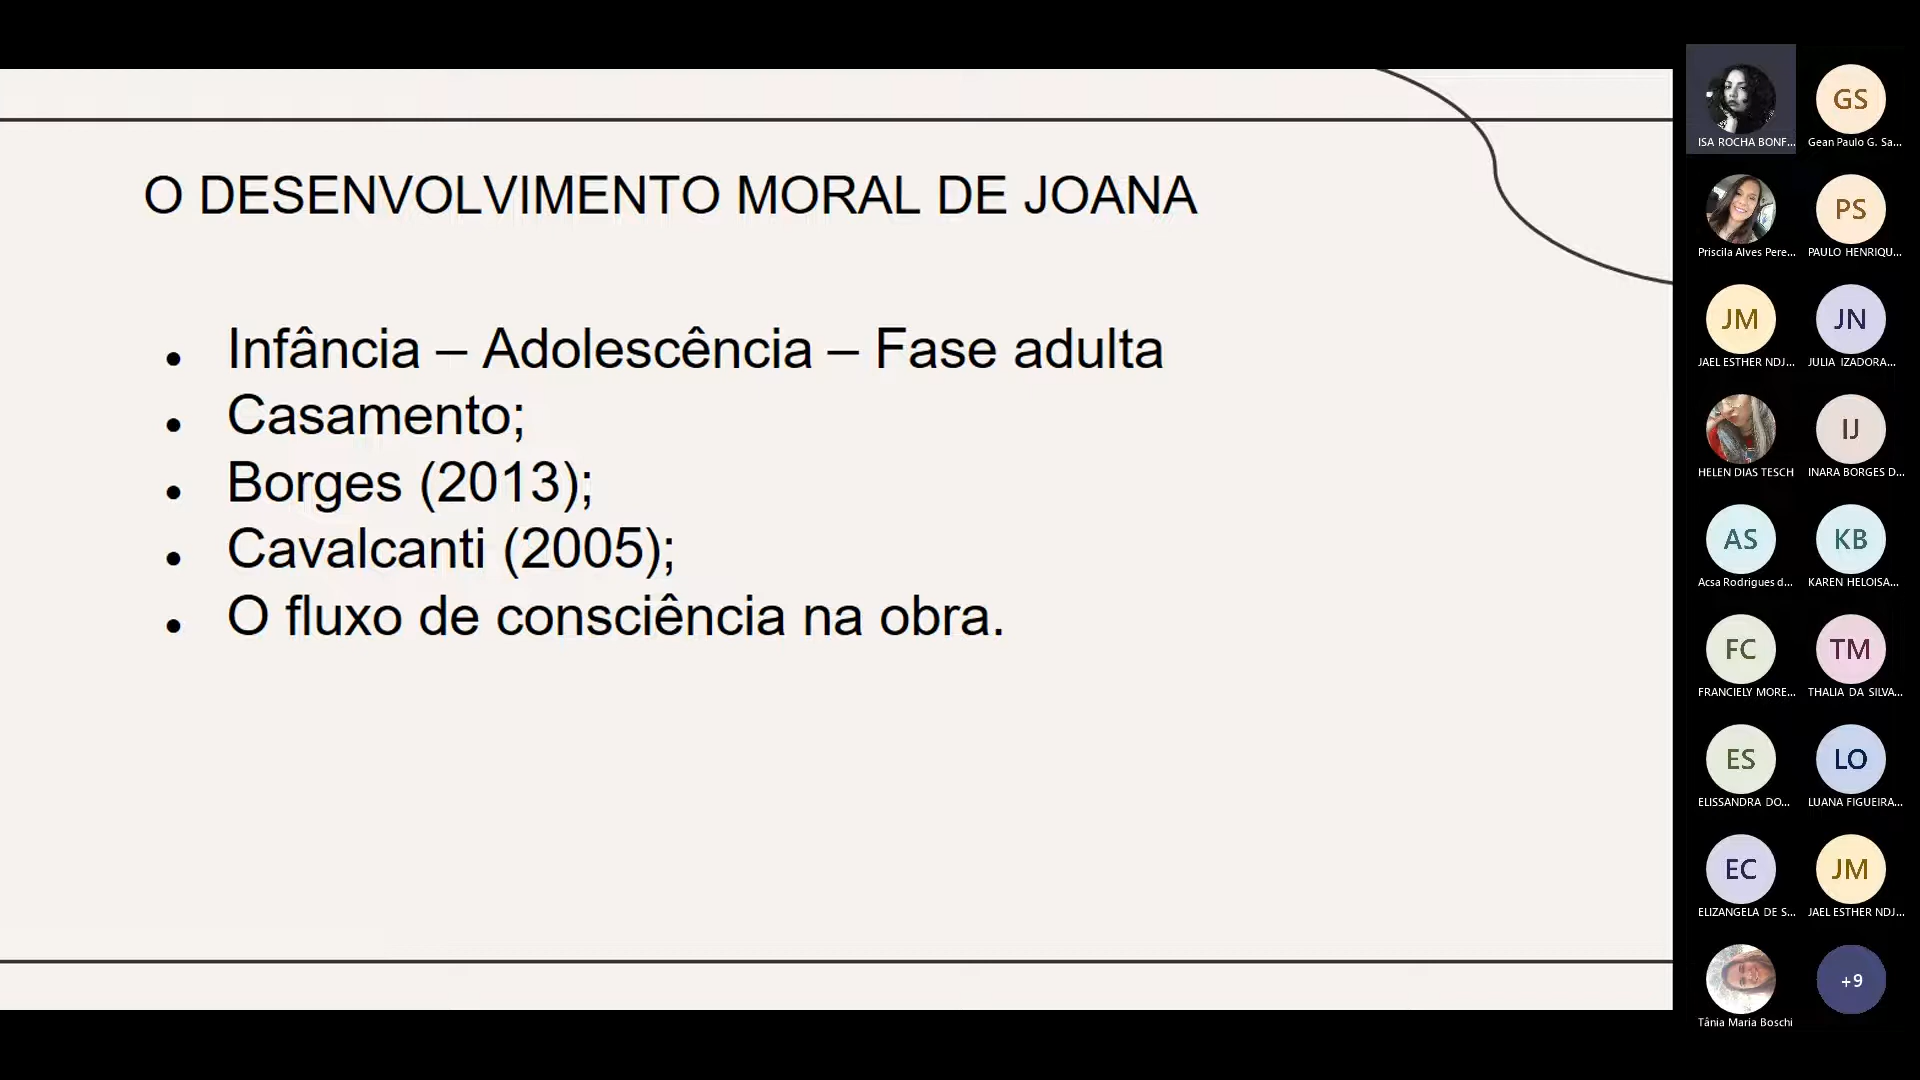 O DESENVOLVIMENTO MORAL DE JOANA
• Infância – Adolescência – Fase adulta
• Casamento;
• Borges (2013);
• Cavalcanti (2005);
• O fluxo de consciência na obra.
ISA ROCHA BONF...
GS
Gean Paulo G. Sa...
Priscila Alves Pere...
PS
PAULO HENRIQU...
JM
JAEL ESTHER NDJ...
JN
JULIA IZADORA...
HELEN DIAS TESCH
IJ
INARA BORGES D...
AS
Acsa Rodrigues d...
KB
KAREN HELOISA...
FC
FRANCIELY MORE...
TM
THALIA DA SILVA...
ES
ELISSANDRA DO...
LO
LUANA FIGUEIRA...
EC
ELIZANGELA DE S...
JM
JAEL ESTHER NDJ...
Tânia Maria Boschi
+9